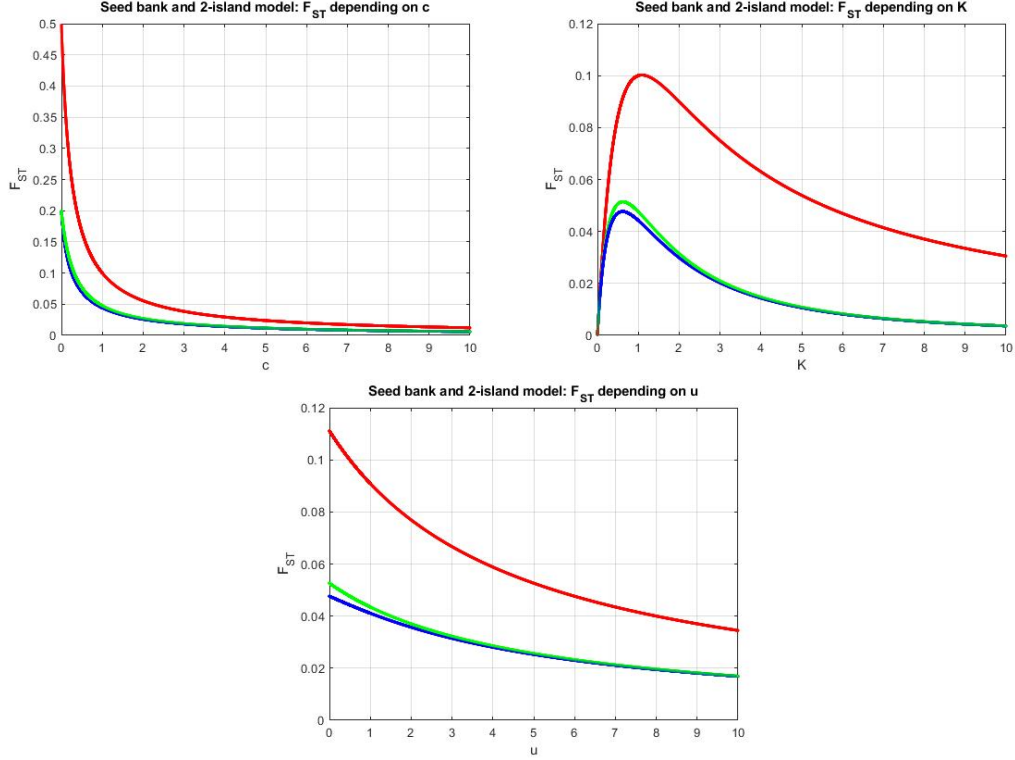 Seed bank and 2-island model: F_ST depending on c
0.5
0.45
0.4
0.35
0.3
0.25
0.2
0.15
0.1
0.05
0
F_ST
0 1 2 3 4 5 6 7 8 9 10
c
Seed bank and 2-island model: F_ST depending on K
0.12
0.1
0.08
0.06
0.04
0.02
0
F_ST
0 1 2 3 4 5 6 7 8 9 10
K
Seed bank and 2-island model: F_ST depending on u
0.12
0.1
0.08
0.06
0.04
0.02
0
F_ST
0 1 2 3 4 5 6 7 8 9 10
u